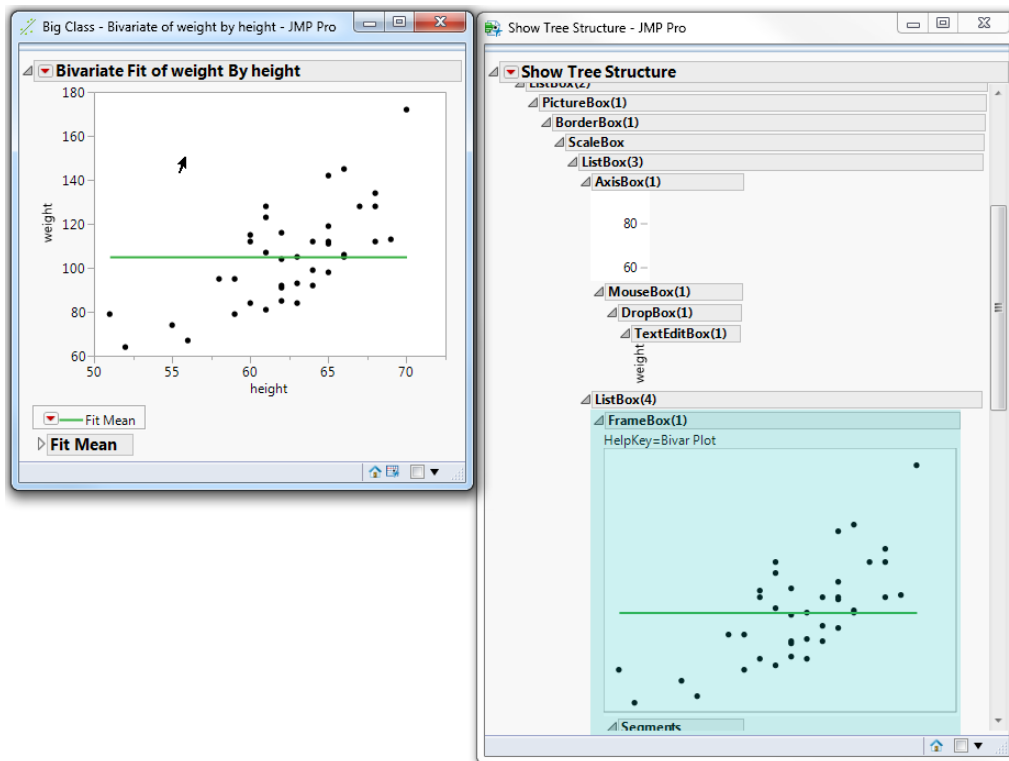 Big Class - Bivariate of weight by height - JMP Pro
Bivariate Fit of weight By height
180
160
140
120
100
80
60
weight
50
55
60
65
70
height
Fit Mean
Fit Mean
Show Tree Structure - JMP Pro
Show Tree Structure
ListBox(2)
PictureBox(1)
BorderBox(1)
ScaleBox
ListBox(3)
AxisBox(1)
80
60
MouseBox(1)
DropBox(1)
TextEditBox(1)
weight
ListBox(4)
FrameBox(1)
HelpKey=Bivar Plot
Segments